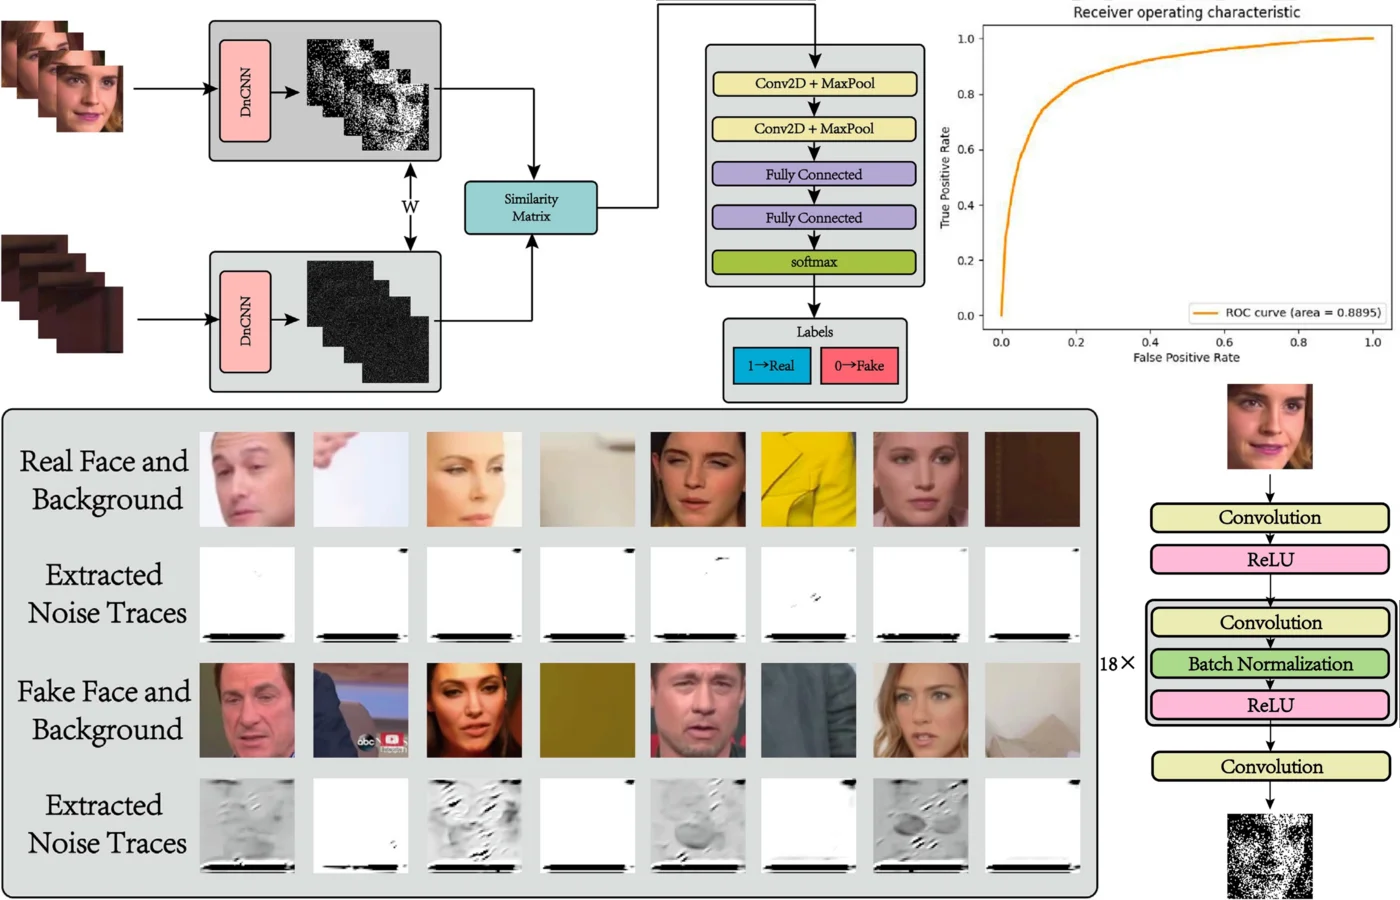 DnCNN
W
DnCNN
Similarity
Matrix
Conv2D + MaxPool
Conv2D + MaxPool
Fully Connected
Fully Connected
softmax
Labels
1→Real
0→Fake
Receiver operating characteristic
True Positive Rate
1.0
0.8
0.6
0.4
0.2
0.0
ROC curve (area = 0.8895)
0.0 0.2 0.4 0.6 0.8 1.0
False Positive Rate
Real Face and
Background
Extracted
Noise Traces
Fake Face and
Background
abc
Extracted
Noise Traces
Convolution
ReLU
18×
Convolution
Batch Normalization
ReLU
Convolution